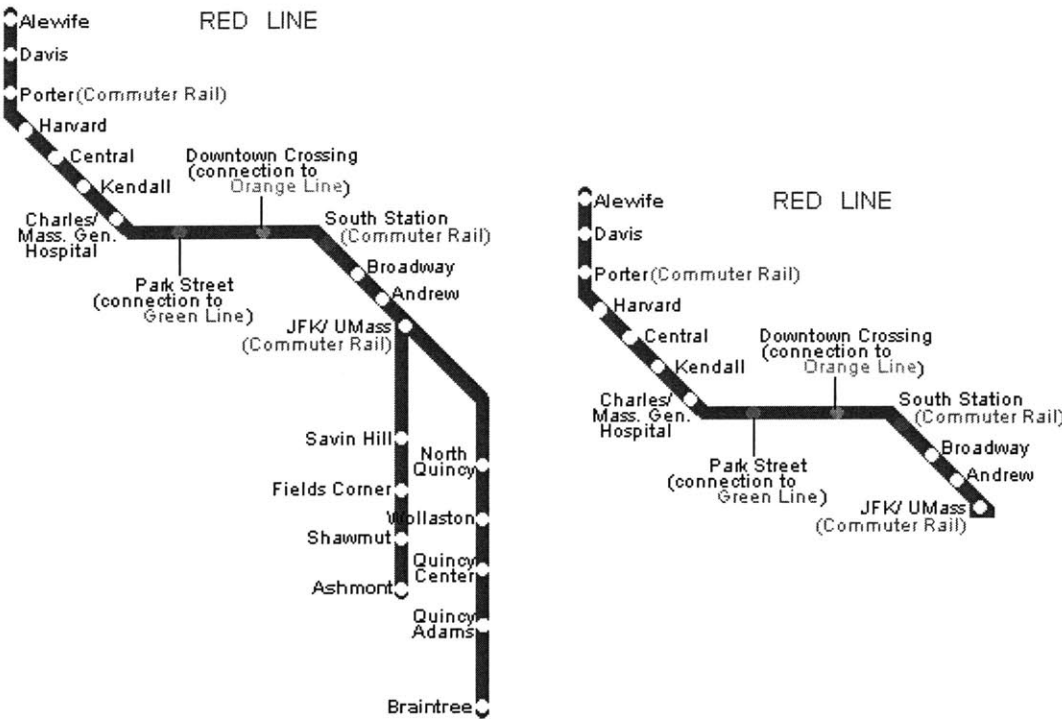 RED LINE
Alewife
Davis
Porter (Commuter Rail)
Harvard
Central
Kendall
Charles/
Mass. Gen.
Hospital
Park Street
(connection to
Green Line)
Downtown Crossing
(connection to
Orange Line)
South Station
(Commuter Rail)
Broadway
Andrew
JFK/ UMass
(Commuter Rail)
Savin Hill
Fields Corner
Shawmut
Ashmont
North
Quincy
Wollaston
Quincy
Center
Quincy
Adams
Braintree
RED LINE
Alewife
Davis
Porter (Commuter Rail)
Harvard
Central
Kendall
Charles/
Mass. Gen.
Hospital
Park Street
(connection to
Green Line)
Downtown Crossing
(connection to
Orange Line)
South Station
(Commuter Rail)
Broadway
Andrew
JFK/ UMass
(Commuter Rail)